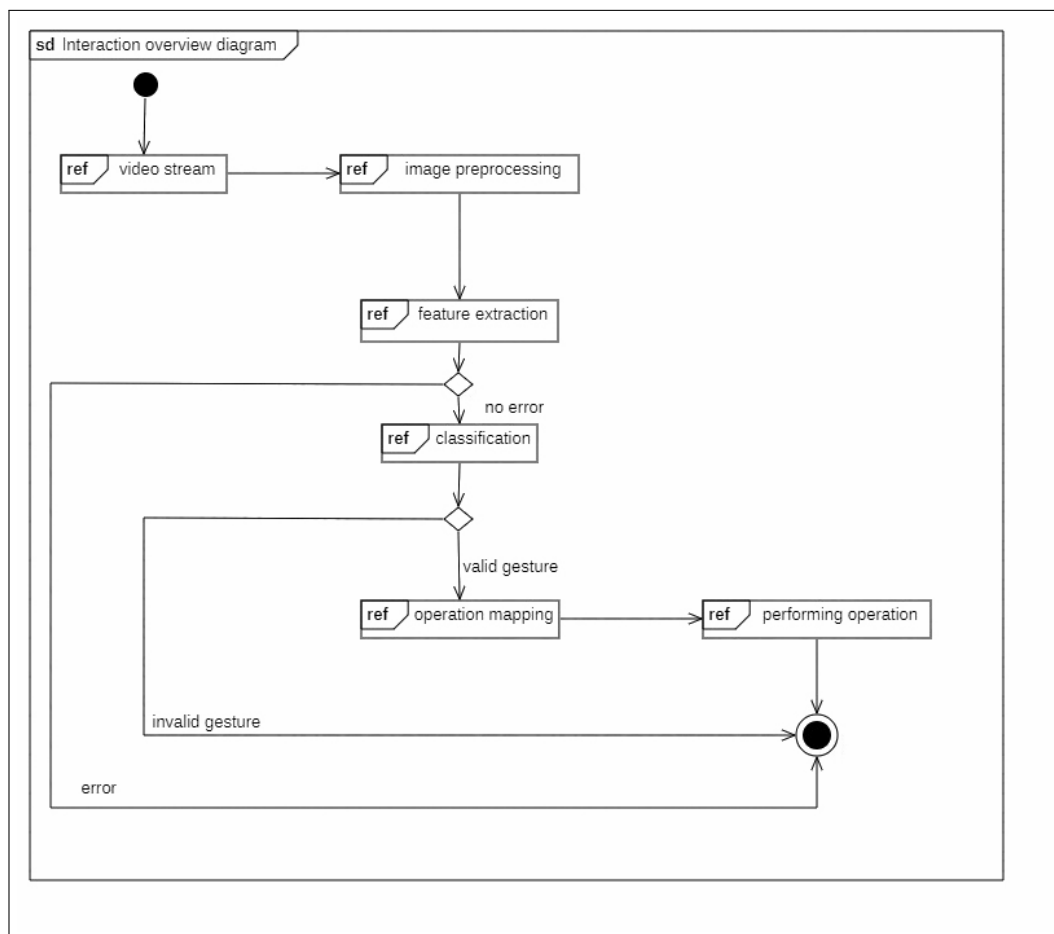 sd Interaction overview diagram
ref video stream
ref image preprocessing
ref feature extraction
no error
ref classification
valid gesture
ref operation mapping
ref performing operation
invalid gesture
error